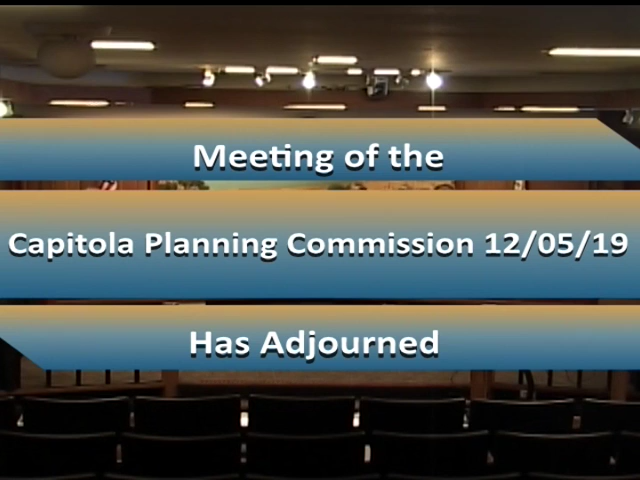 Meeting of the
Capitola Planning Commission 12/05/19
Has Adjourned